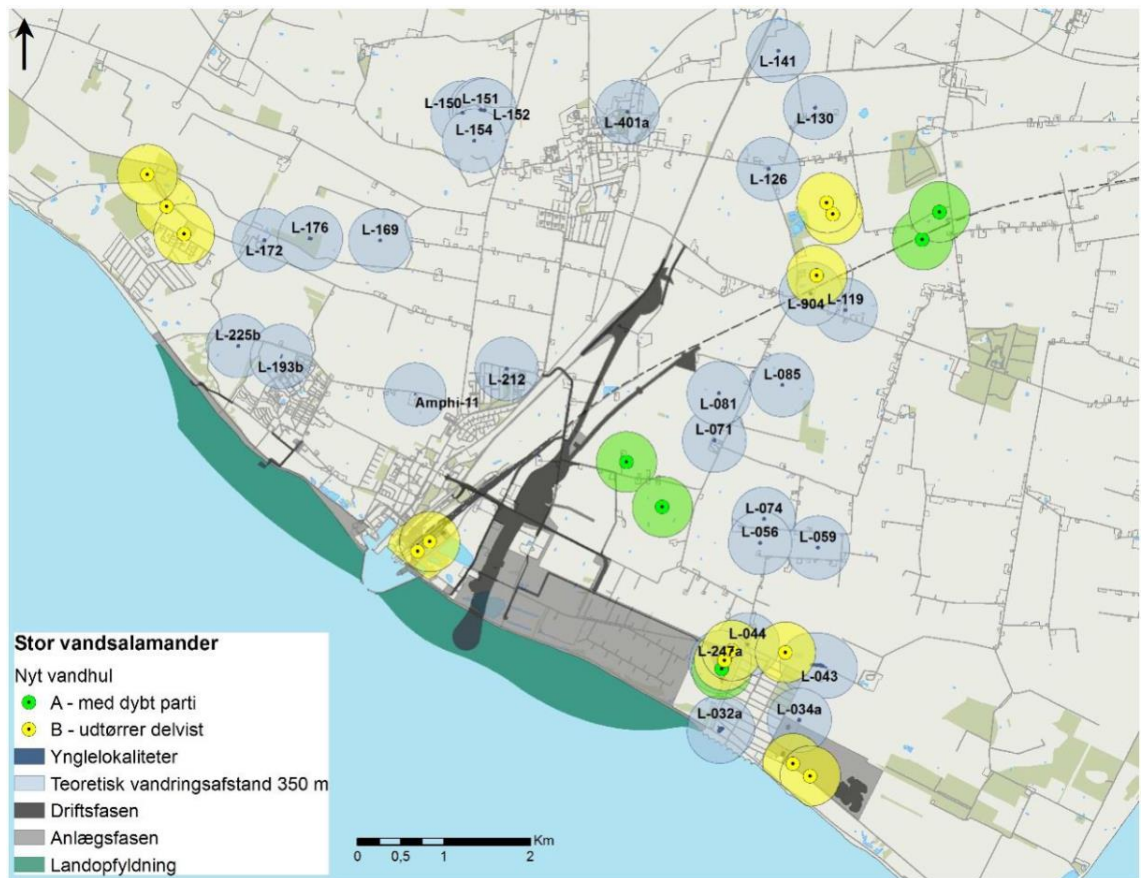 L-141
L-150
L-151
L-152
L-130
L-401a
L-154
L-126
L-176
L-172
L-169
L-904
L-119
L-225b
L-193b
L-212
L-085
Amphi-11
L-081
L-071
L-074
L-056
L-059
L-044
L-247a
L-043
L-032a
L-034a
Stor vandsalamander
Nyt vandhul
A - med dybt parti
B - udtørrer delvist
Ynglelokaliteter
Teoretisk vandringsafstand 350 m
Driftsfasen
Anlægsfasen
Landopfyldning
Km
0 0,5 1 2